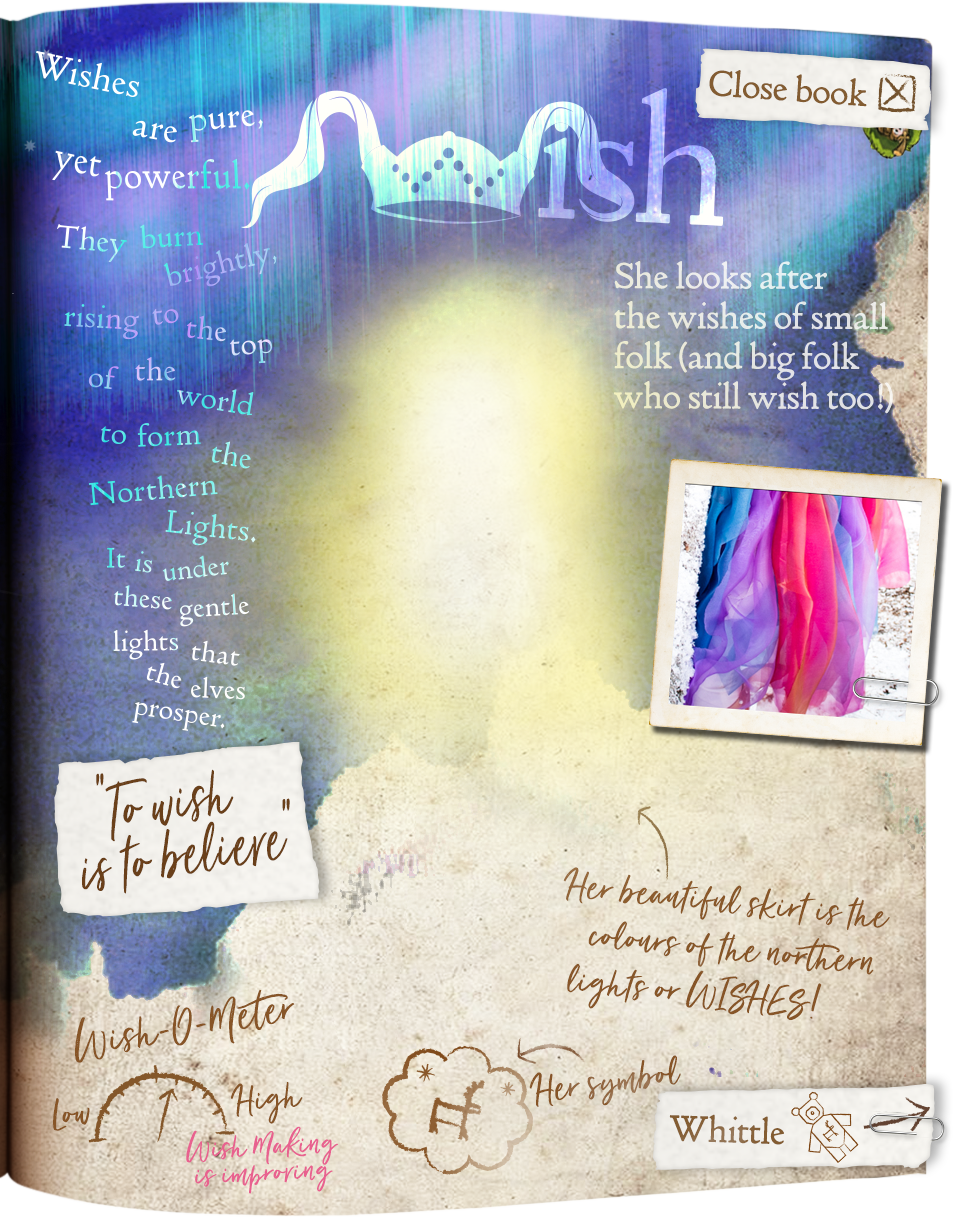 Wishes
are pure,
yet powerful.
They burn
brightly,
rising to the top
of the
world
to form
the
Northern
Lights.
It is under
these gentle
lights that
the elves
prosper.
Wish
Close book
She looks after
the wishes of small
folk (and big folk
who still wish too!)
"To wish
is to believe"
Her beautiful skirt is the
colours of the northern
lights or WISHES!
Wish-O-Meter
Low
High
Wish Making
is improving
Her symbol
Whittle